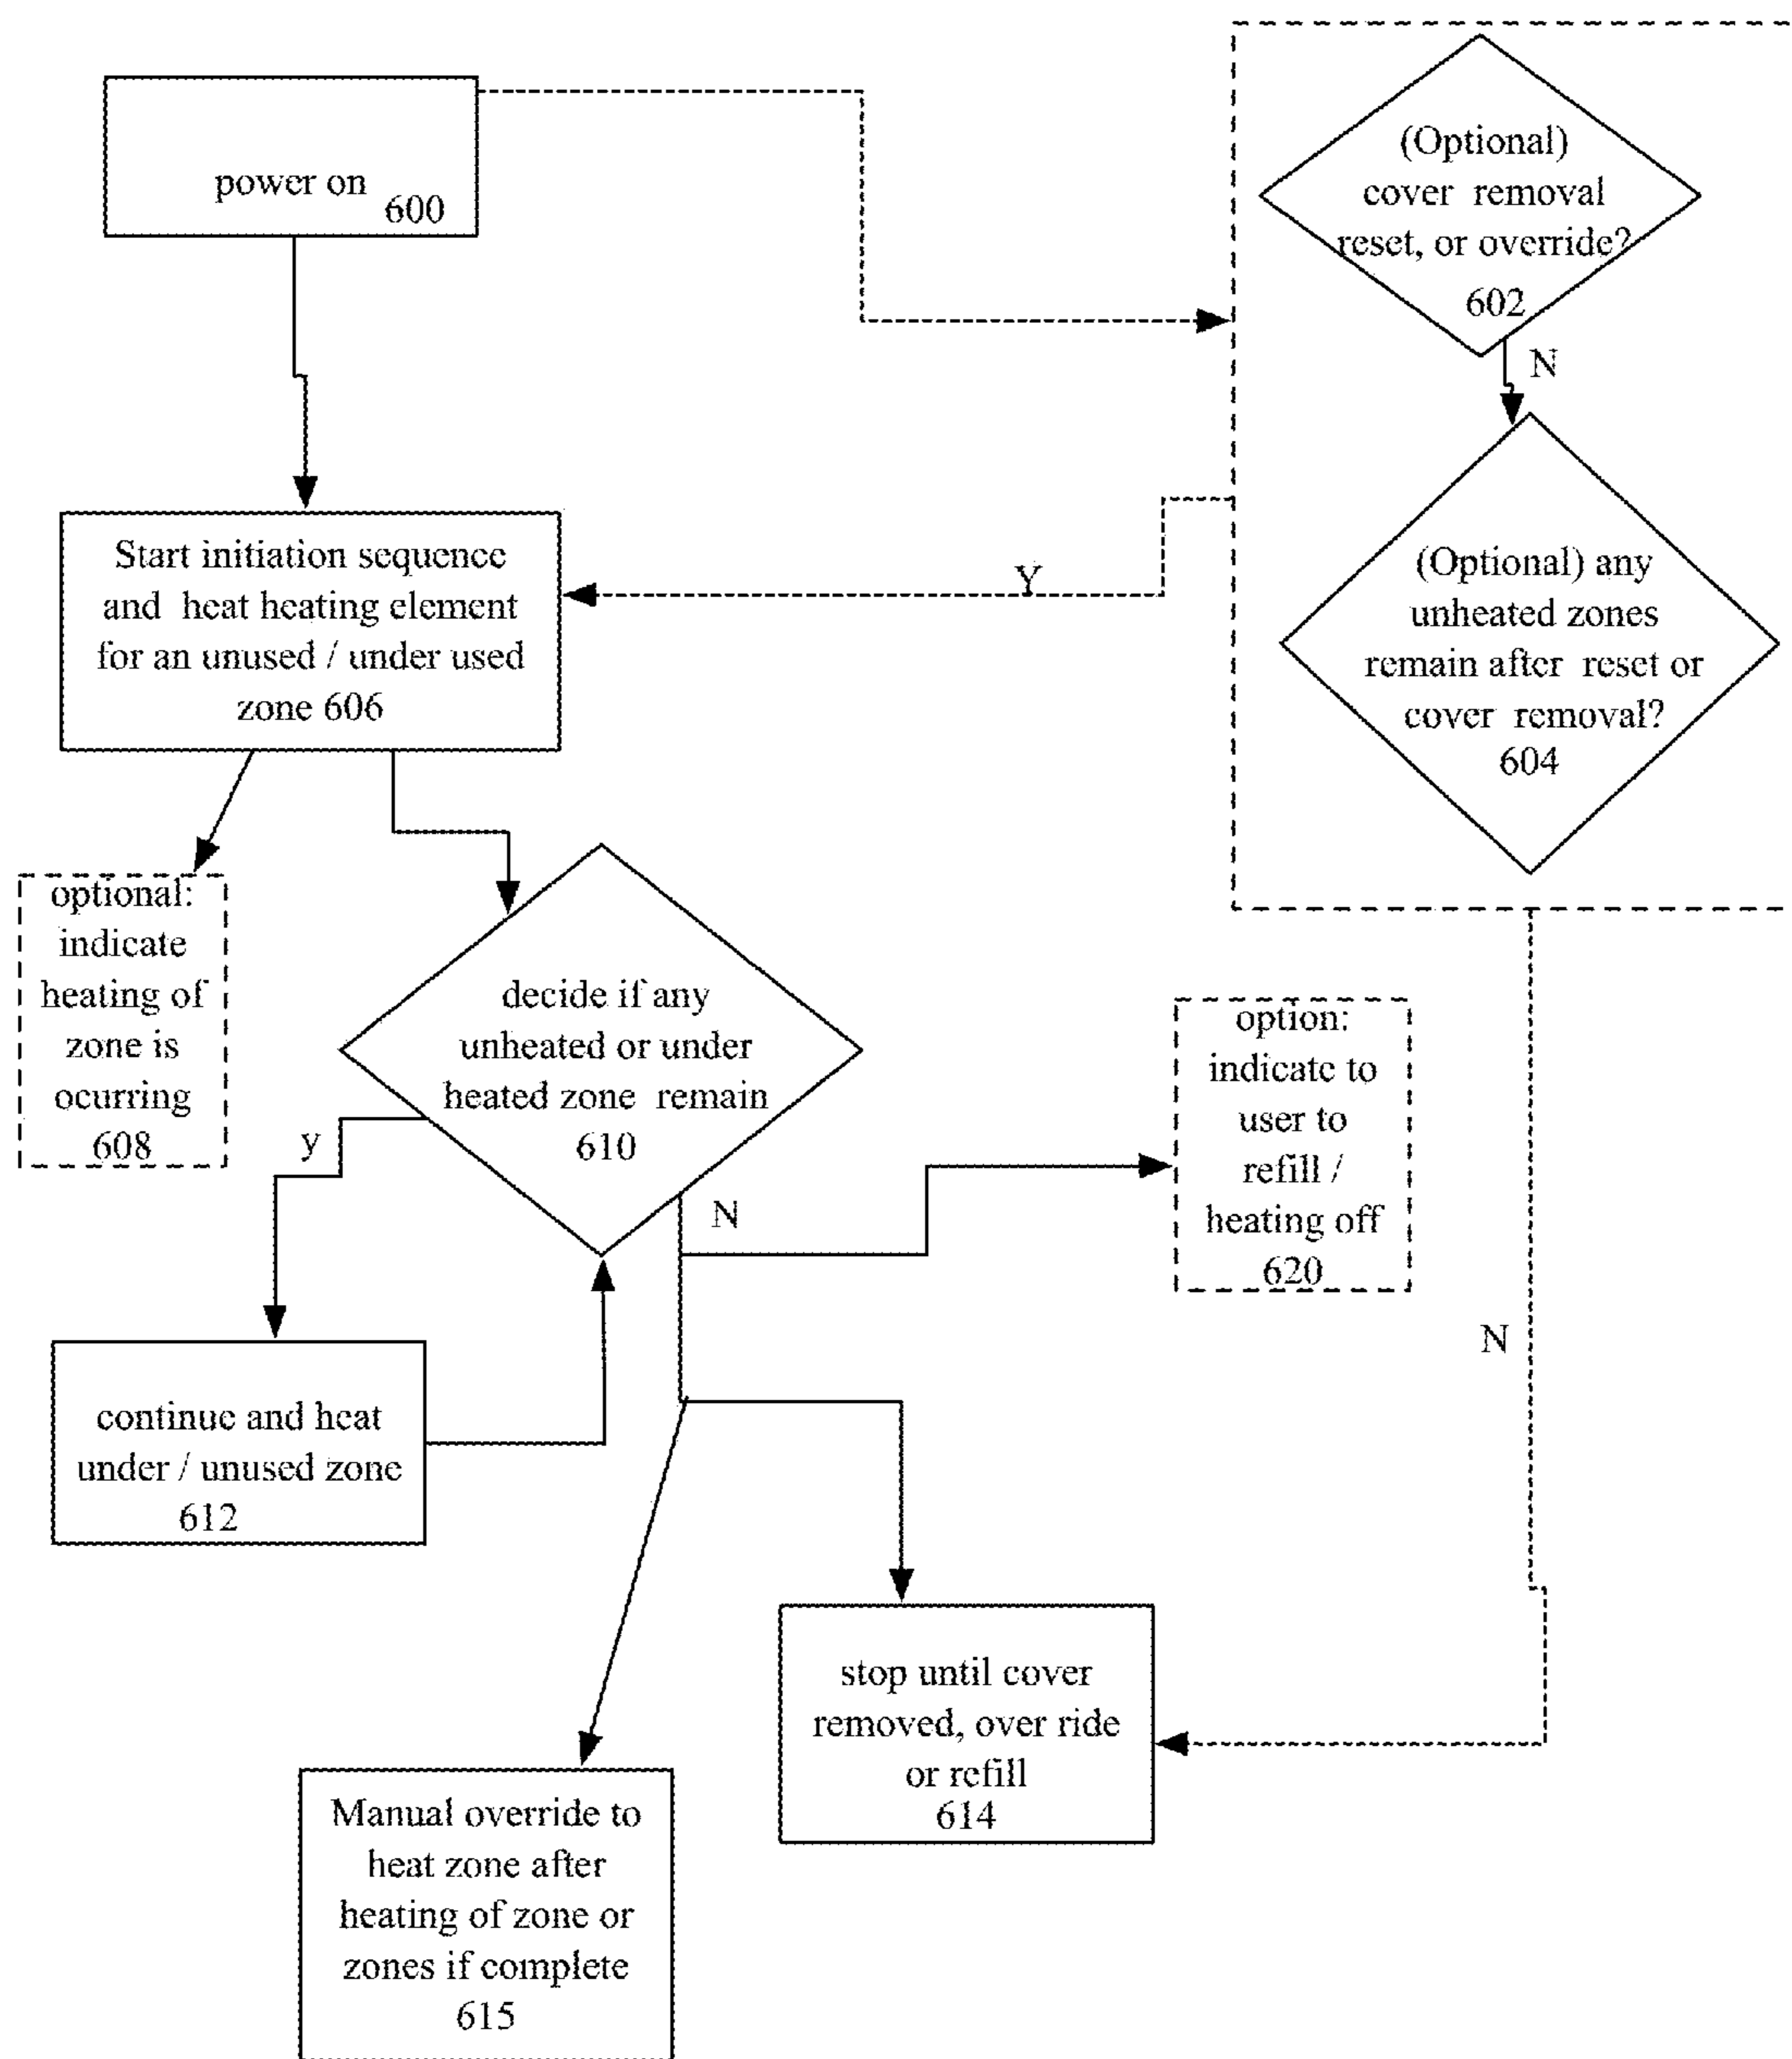 power on
600
(Optional)
cover removal
reset, or override?
602
N
(Optional) any
unheated zones
remain after reset or
cover removal?
604
Y
Start initiation sequence
and heat heating element
for an unused / under used
zone 606
optional:
indicate
heating of
zone is
ocurring
608
decide if any
unheated or under
heated zone remain
610
y
N
option:
indicate to
user to
refill /
heating off
620
N
continue and heat
under / unused zone
612
stop until cover
removed, over ride
or refill
614
Manual override to
heat zone after
heating of zone or
zones if complete
615